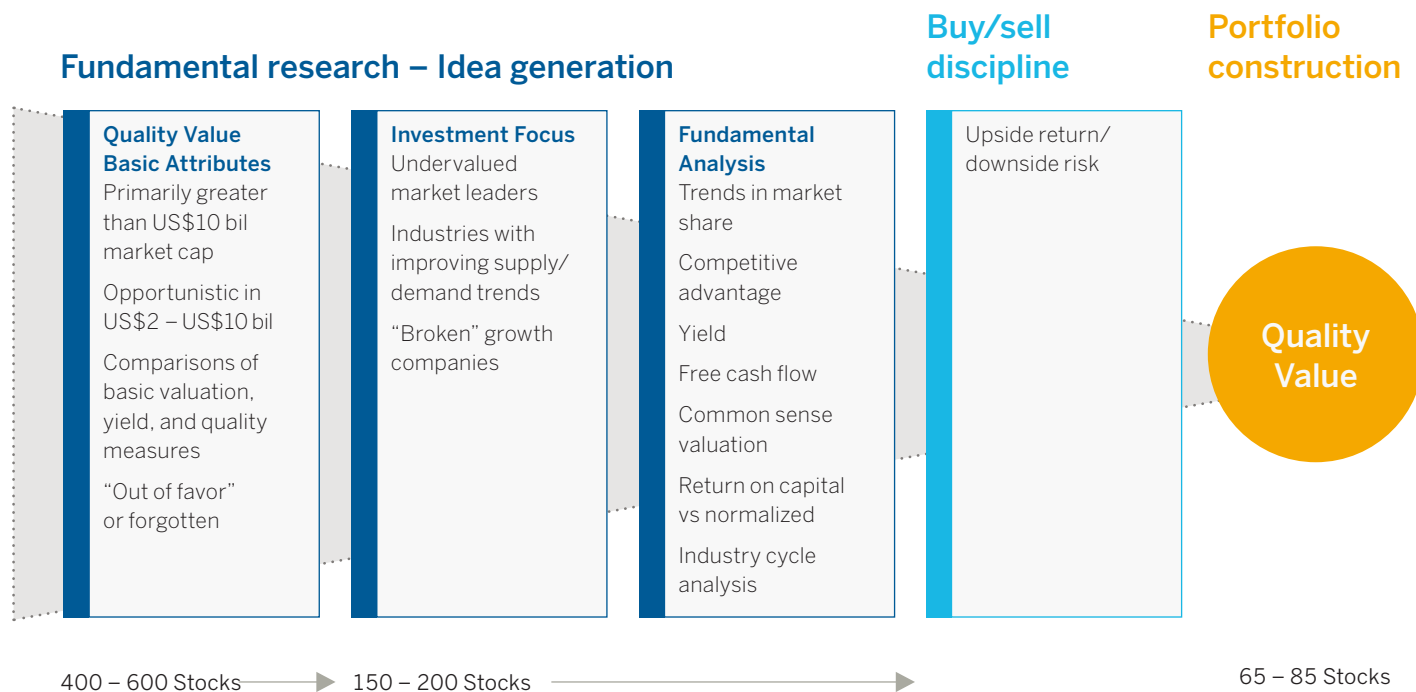 Fundamental research – Idea generation
Buy/sell
discipline
Portfolio
construction
Quality Value
Basic Attributes
Primarily greater
than US$10 bil
market cap
Opportunistic in
US$2 – US$10 bil
Comparisons of
basic valuation,
yield, and quality
measures
“Out of favor”
or forgotten
Investment Focus
Undervalued
market leaders
Industries with
improving supply/
demand trends
“Broken” growth
companies
Fundamental
Analysis
Trends in market
share
Competitive
advantage
Yield
Free cash flow
Common sense
valuation
Return on capital
vs normalized
Industry cycle
analysis
Upside return/
downside risk
Quality
Value
400 – 600 Stocks
150 – 200 Stocks
65 – 85 Stocks